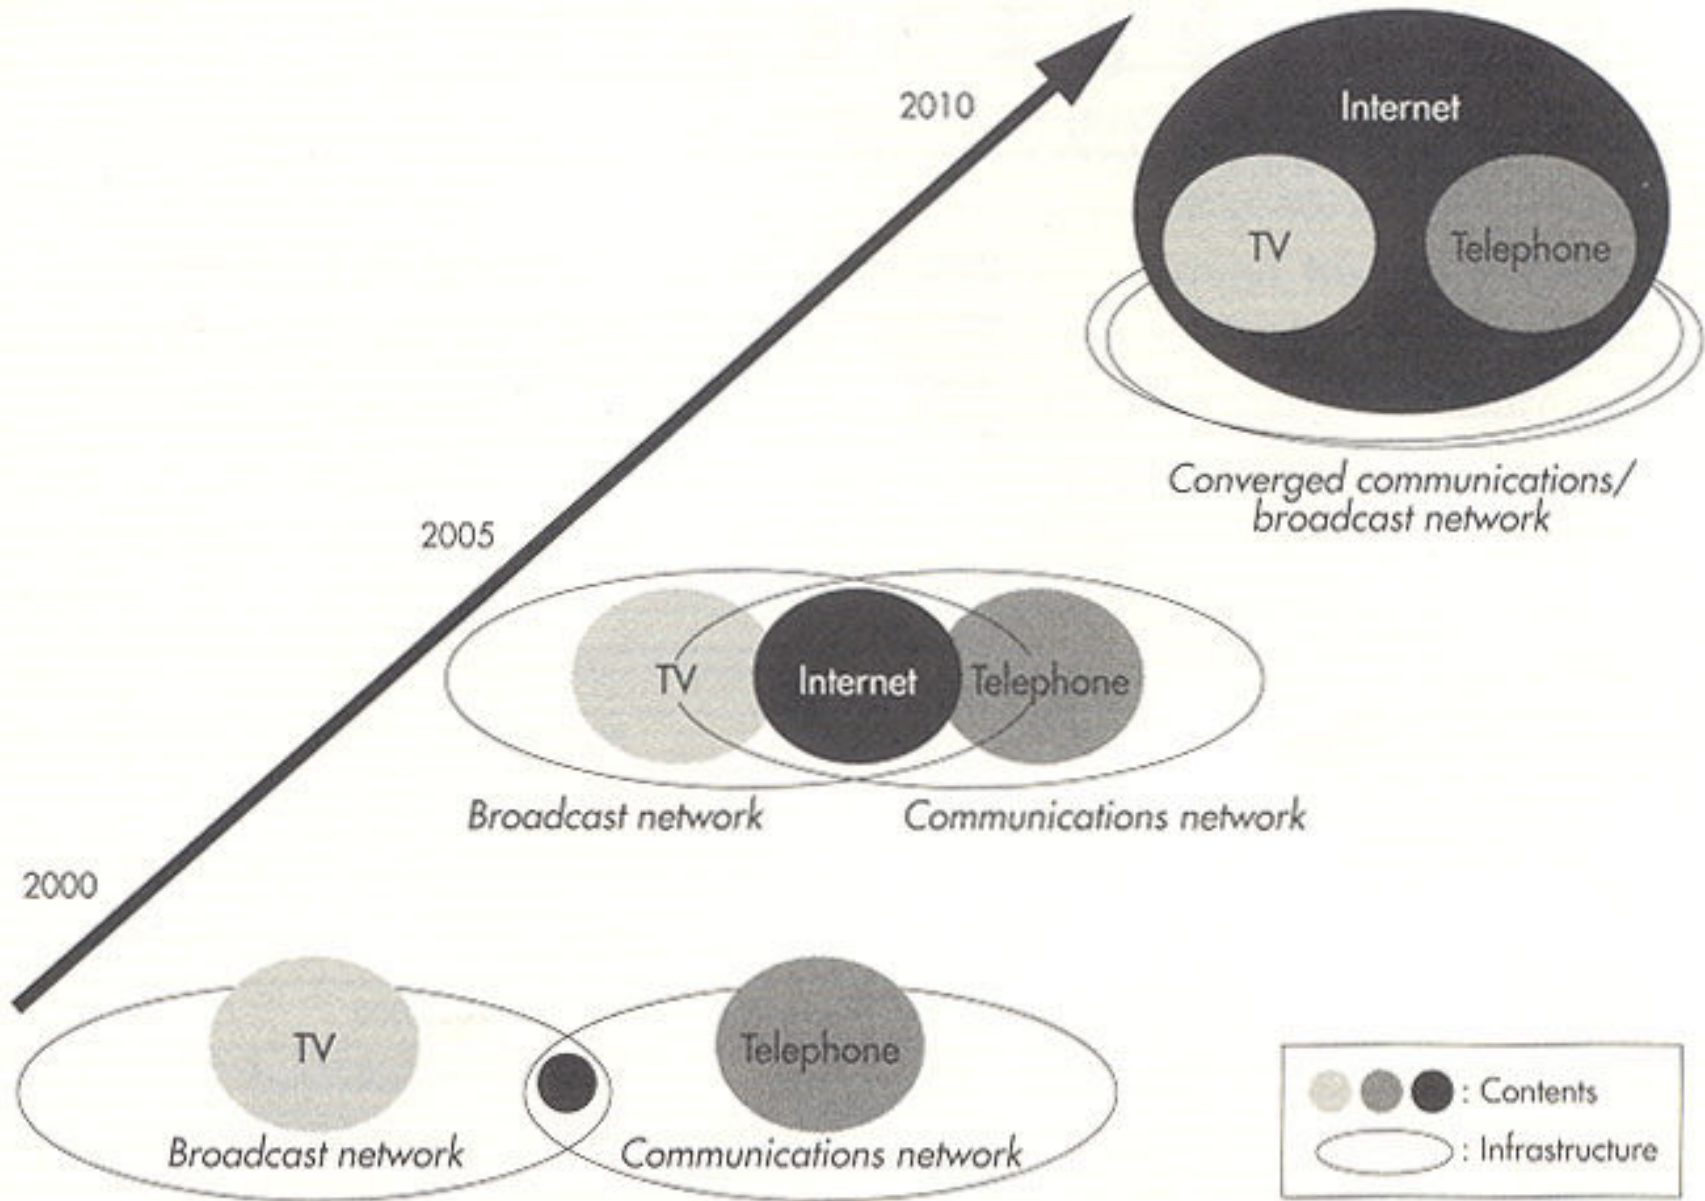 2010
Internet
TV
Telephone
Converged communications/
broadcast network
2005
TV
Internet
Telephone
Broadcast network
Communications network
2000
TV
Telephone
Broadcast network
Communications network
: Contents
: Infrastructure